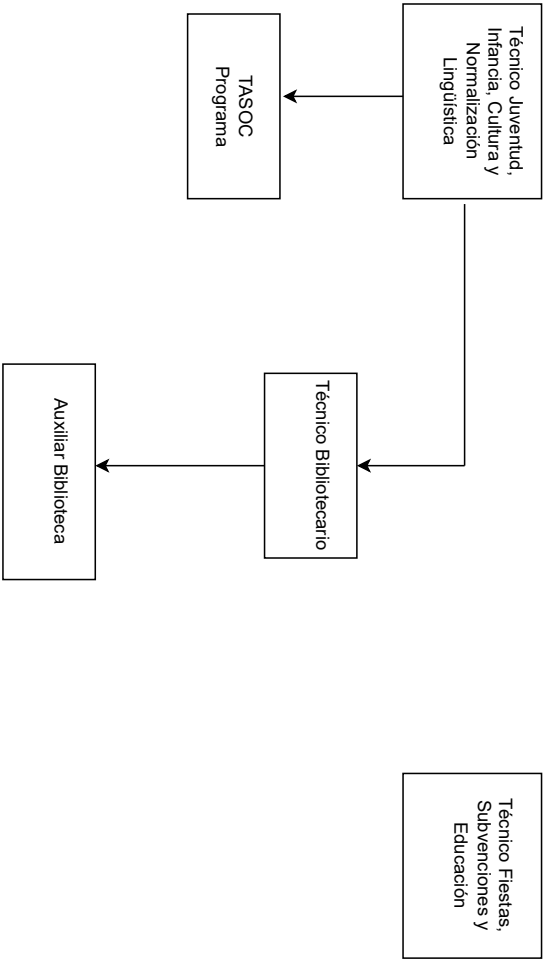 Técnico Juventud,
Infancia, Cultura y
Normalización
Lingüística
Técnico Fiestas,
Subvenciones y
Educación
Técnico Bibliotecario
TASOC
Programa
Auxiliar Biblioteca